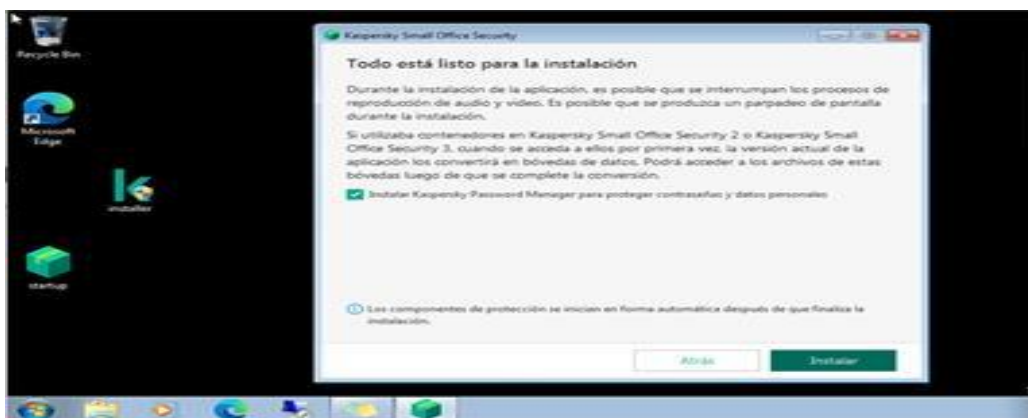 Recycle Bin
Microsoft
Edge
installer
startup
Kaspersky Small Office Security
Todo está listo para la instalación
Durante la instalación de la aplicación, es posible que se interrumpan los procesos de
reproducción de audio y video. Es posible que se produzca un parpadeo de pantalla
durante la instalación.
Si utilizaba contenedores en Kaspersky Small Office Security 2 o Kaspersky Small
Office Security 3, cuando se acceda a ellos por primera vez, la versión actual de la
aplicación los convertirá en bóvedas de datos. Podrá acceder a los archivos de estas
bóvedas luego de que se complete la conversión.
Instalar Kaspersky Password Manager para proteger contraseñas y datos personales
Los componentes de protección se inician en forma automática después de que finaliza la
instalación.
Atrás
Instalar